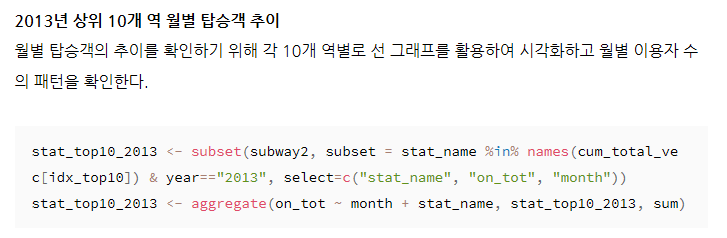 2013년 상위 10개 역 월별 탑승객 추이
월별 탑승객의 추이를 확인하기 위해 각 10개 역별로 선 그래프를 활용하여 시각화하고 월별 이용자 수
의 패턴을 확인한다.
stat_top10_2013 <- subset(subway2, subset = stat_name %in% names(cum_total_ve
c[idx_top10]) & year=="2013", select=c("stat_name", "on_tot", "month"))
stat_top10_2013 <- aggregate(on_tot ~ month + stat_name, stat_top10_2013, sum)